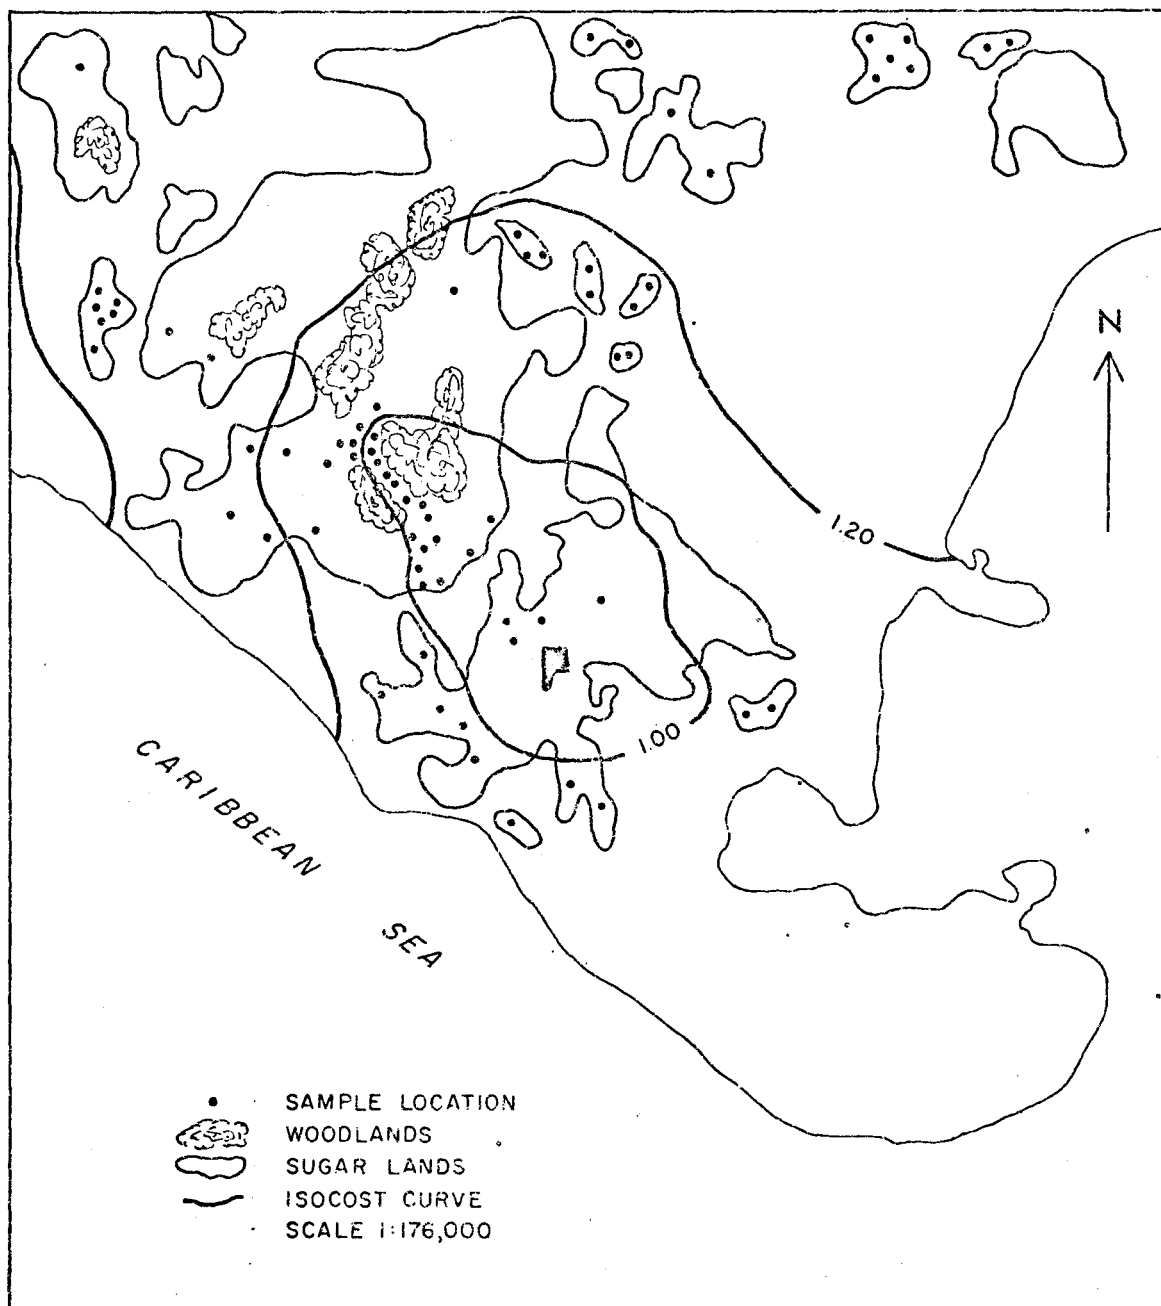 N
1.20
1.00
CARIBBEAN
SEA
SAMPLE LOCATION
WOODLANDS
SUGAR LANDS
ISOCOST CURVE
SCALE 1:176,000